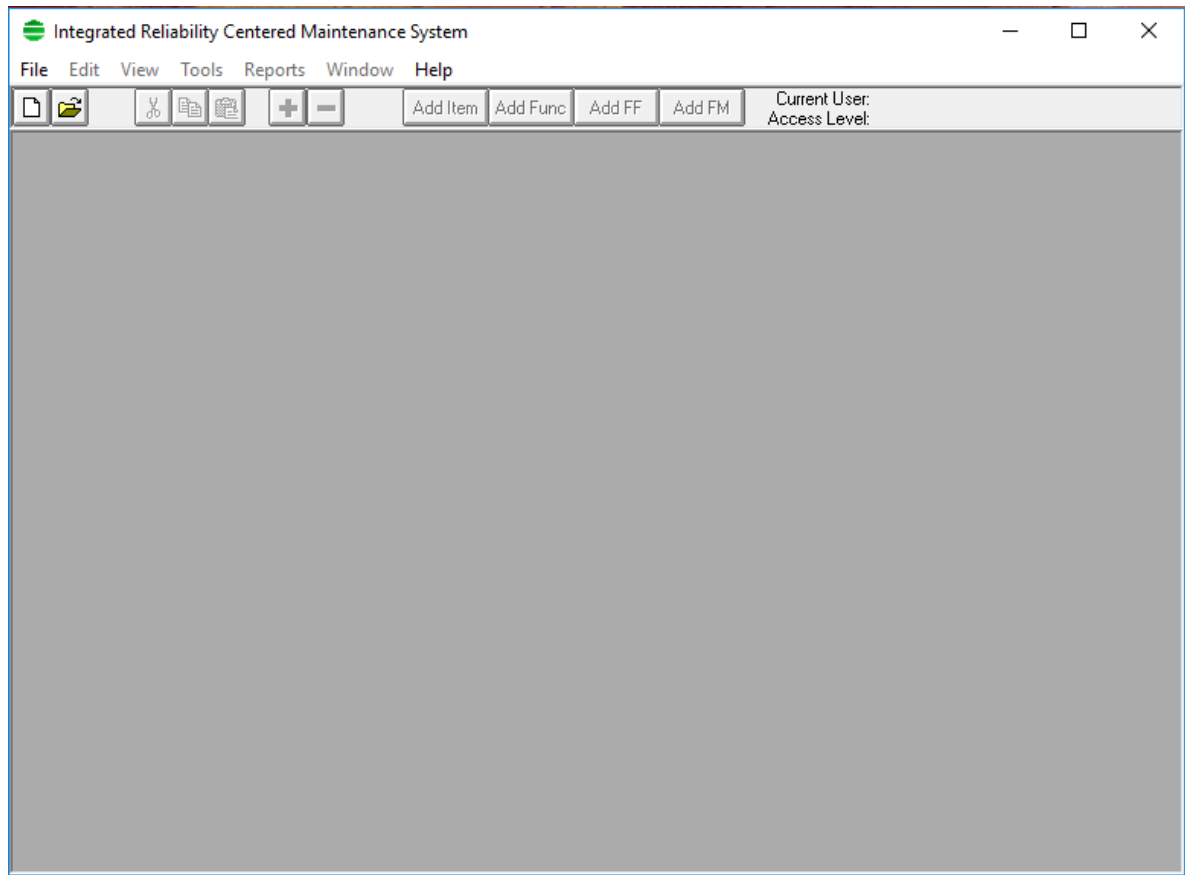 Integrated Reliability Centered Maintenance System
File Edit View Tools Reports Window Help
Add Item Add Func Add FF Add FM Current User:
Access Level: